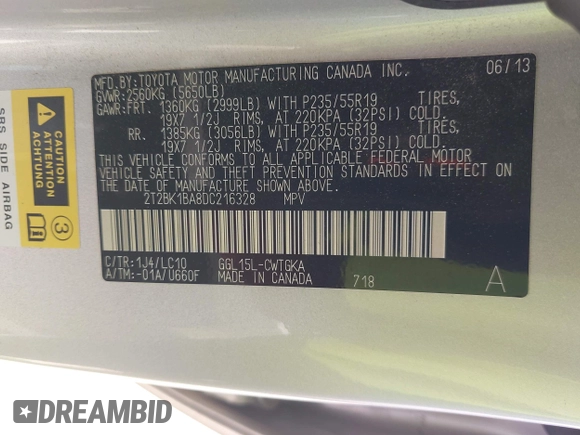 MFD.BY:TOYOTA MOTOR MANUFACTURING CANADA INC. 06/13
GVWR:2560KG (5650LB)
GAWR:FRT. 1360KG (2999LB) WITH P235/55R19 TIRES,
19X7 1/2J RIMS, AT 220KPA (32PSI) COLD.
RR. 1385KG (3056LB) WITH P235/55R19 TIRES,
19X7 1/2J RIMS, AT 220KPA (32PSI) COLD.
THIS VEHICLE CONFORMS TO ALL APPLICABLE FEDERAL MOTOR
VEHICLE SAFETY AND THEFT PREVENTION STANDARDS IN EFFECT ON
THE DATE OF MANUFACTURE SHOWN ABOVE.
2T2BK1BA8DC216328 MPV
C/TR:1J4/LC10 GGL15L-CWTGKA
A/TM:-01A/U660F MADE IN CANADA 718 A
SRS SIDE AIRBAG
3
DREAMBID